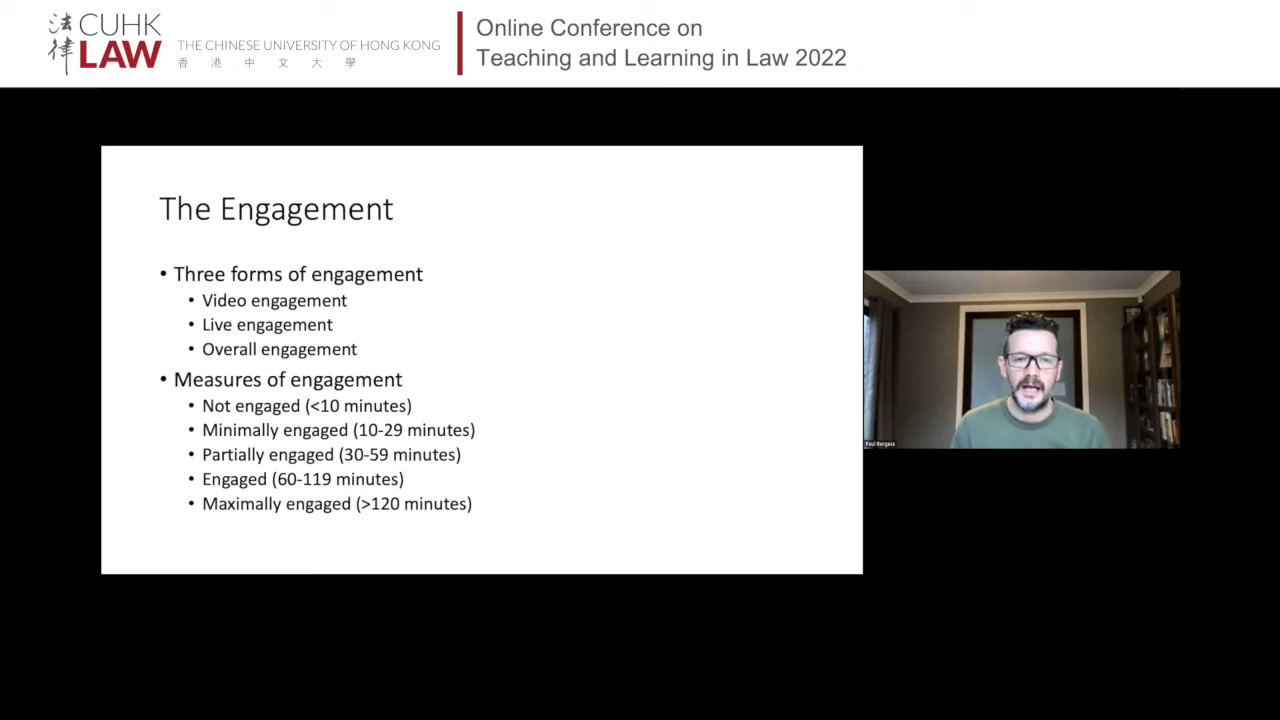 法律 CUHK LAW
THE CHINESE UNIVERSITY OF HONG KONG
香港中文大學
Online Conference on
Teaching and Learning in Law 2022
The Engagement
• Three forms of engagement
• Video engagement
• Live engagement
• Overall engagement
• Measures of engagement
• Not engaged (<10 minutes)
• Minimally engaged (10-29 minutes)
• Partially engaged (30-59 minutes)
• Engaged (60-119 minutes)
• Maximally engaged (>120 minutes)
Paul Burgess